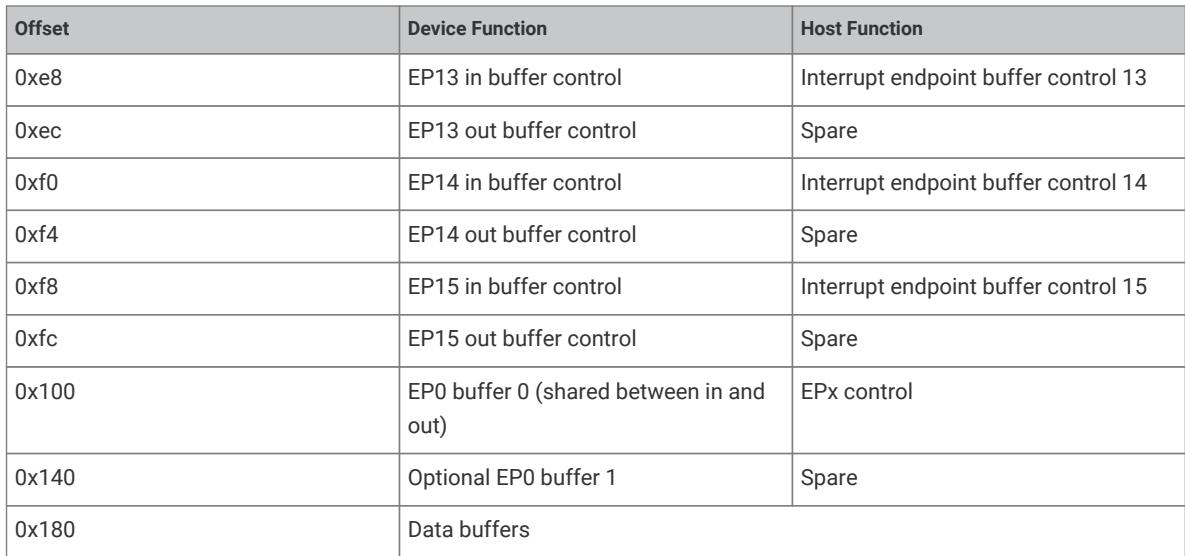 Offset Device Function Host Function
0xe8 EP13 in buffer control Interrupt endpoint buffer control 13
0xec EP13 out buffer control Spare
0xf0 EP14 in buffer control Interrupt endpoint buffer control 14
0xf4 EP14 out buffer control Spare
0xf8 EP15 in buffer control Interrupt endpoint buffer control 15
0xfc EP15 out buffer control Spare
0x100 EP0 buffer 0 (shared between in and EPx control
out)
0x140 Optional EP0 buffer 1 Spare
0x180 Data buffers